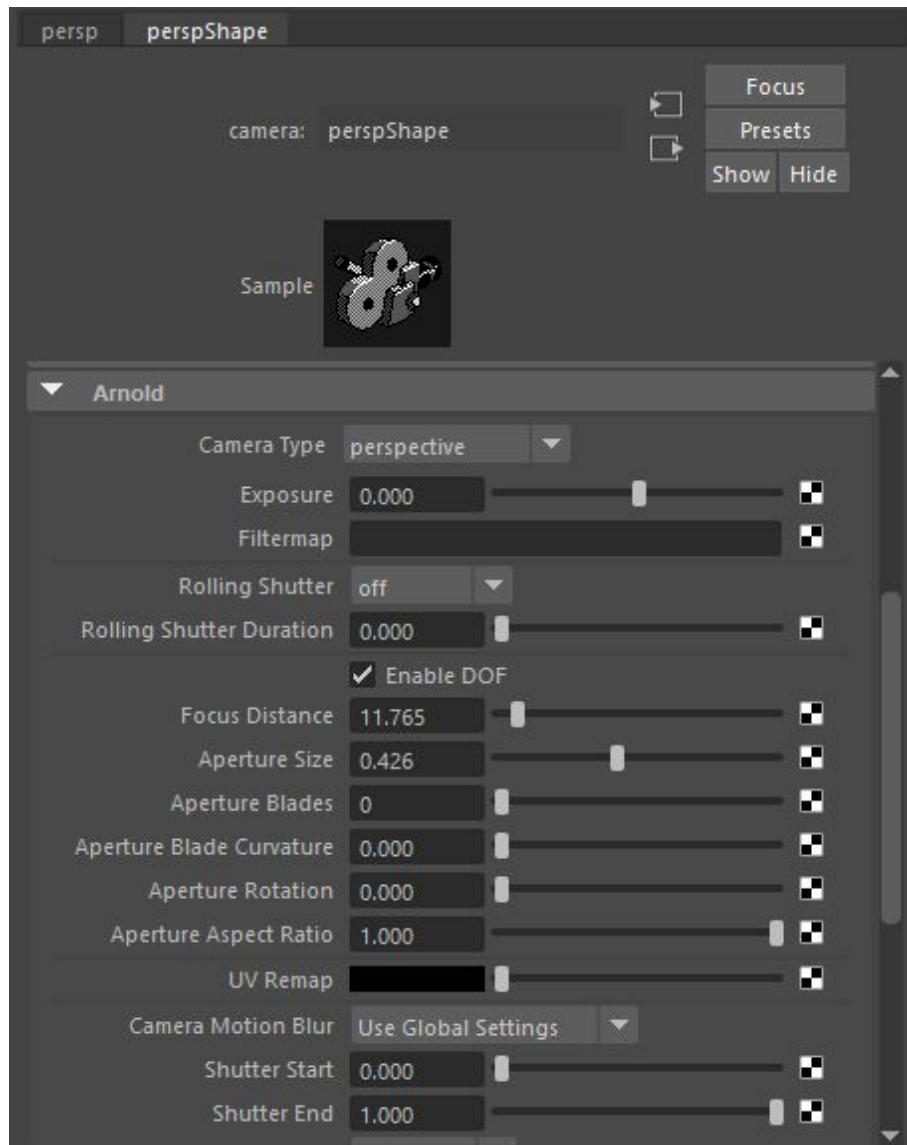 persp perspShape
Focus
camera: perspShape
Presets
Show Hide
Sample
Arnold
Camera Type perspective
Exposure 0.000
Filtermap
Rolling Shutter off
Rolling Shutter Duration 0.000
Enable DOF
Focus Distance 11.765
Aperture Size 0.426
Aperture Blades 0
Aperture Blade Curvature 0.000
Aperture Rotation 0.000
Aperture Aspect Ratio 1.000
UV Remap
Camera Motion Blur Use Global Settings
Shutter Start 0.000
Shutter End 1.000